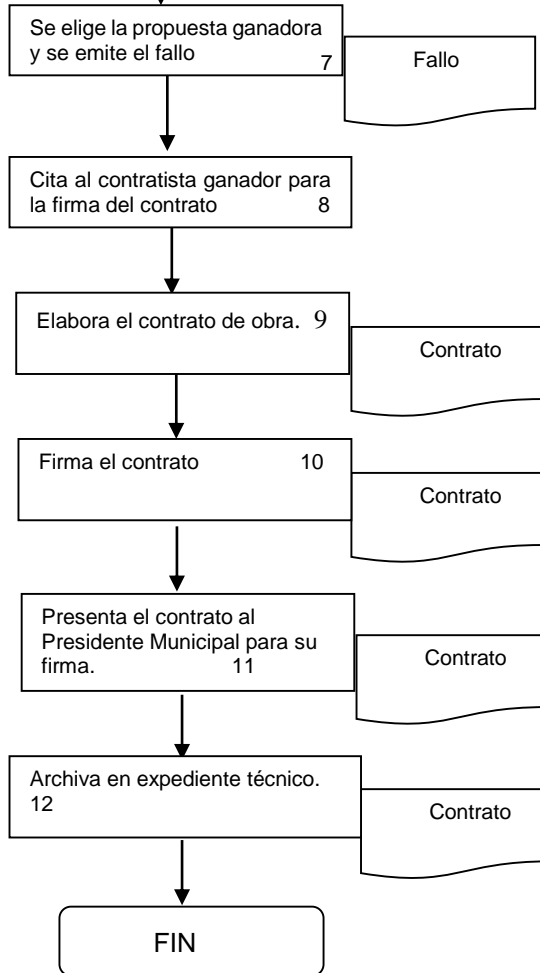 Se elige la propuesta ganadora
y se emite el fallo 7
Fallo
Cita al contratista ganador para
la firma del contrato 8
Elabora el contrato de obra. 9
Contrato
Firma el contrato 10
Contrato
Presenta el contrato al
Presidente Municipal para su
firma. 11
Contrato
Archiva en expediente técnico.
12
Contrato
FIN